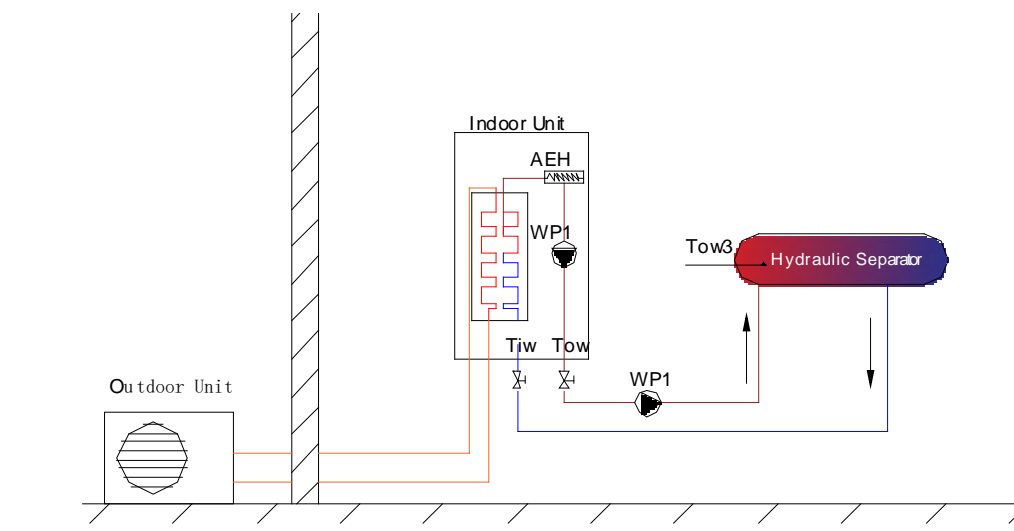 Indoor Unit
AEH
WP1
Tow3
Hydraulic Separator
Tiw
Tow
WP1
Outdoor Unit